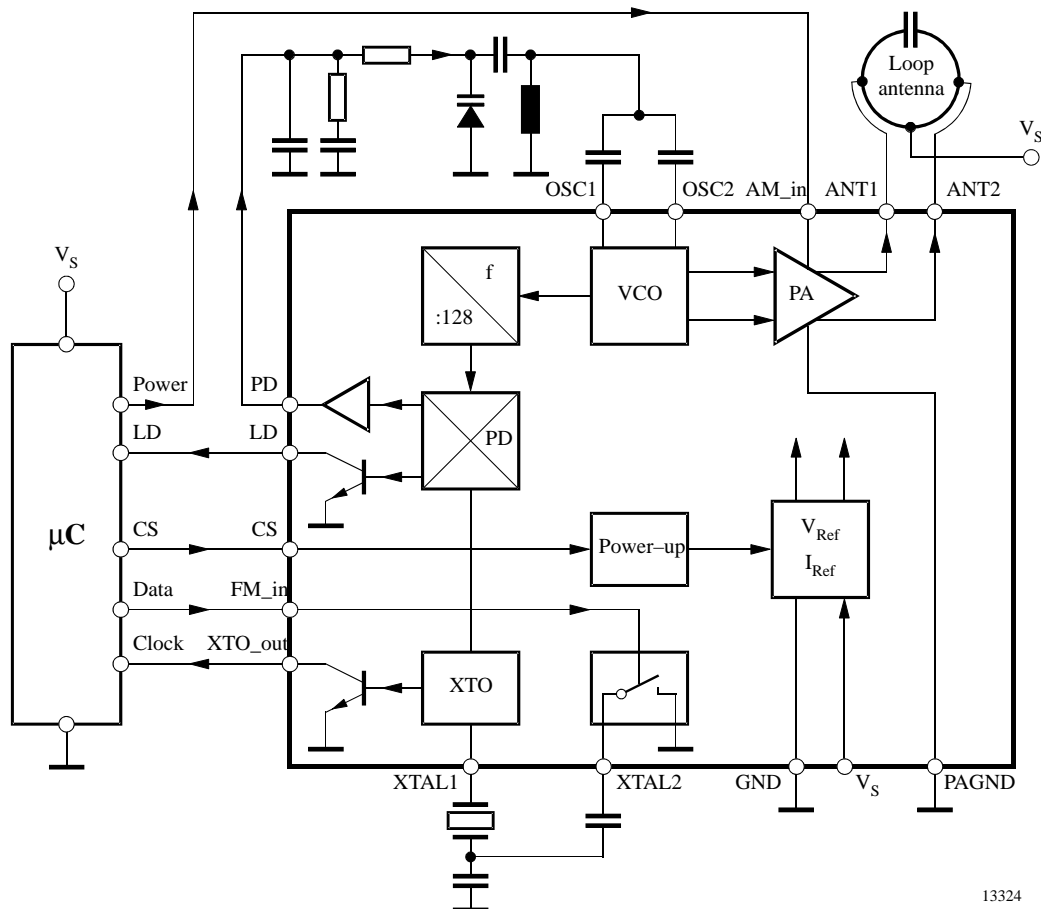 Loop
antenna
V_S
OSC1
OSC2
AM_in
ANT1
ANT2
V_S
f
:128
VCO
PA
Power
PD
LD
LD
PD
µC
CS
CS
Power–up
V_Ref
I_Ref
Data
FM_in
Clock
XTO_out
XTO
XTAL1
XTAL2
GND
V_S
PAGND
13324